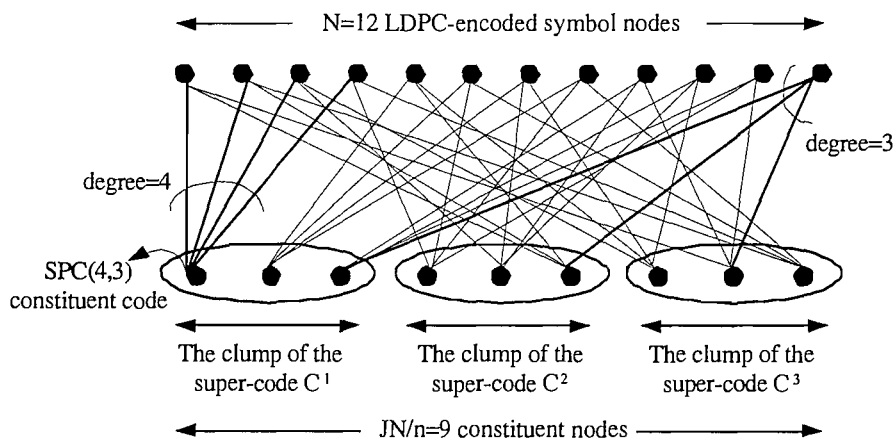 N=12 LDPC-encoded symbol nodes
degree=3
degree=4
SPC(4,3)
constituent code
The clump of the
super-code C¹
The clump of the
super-code C²
The clump of the
super-code C³
JN/n=9 constituent nodes